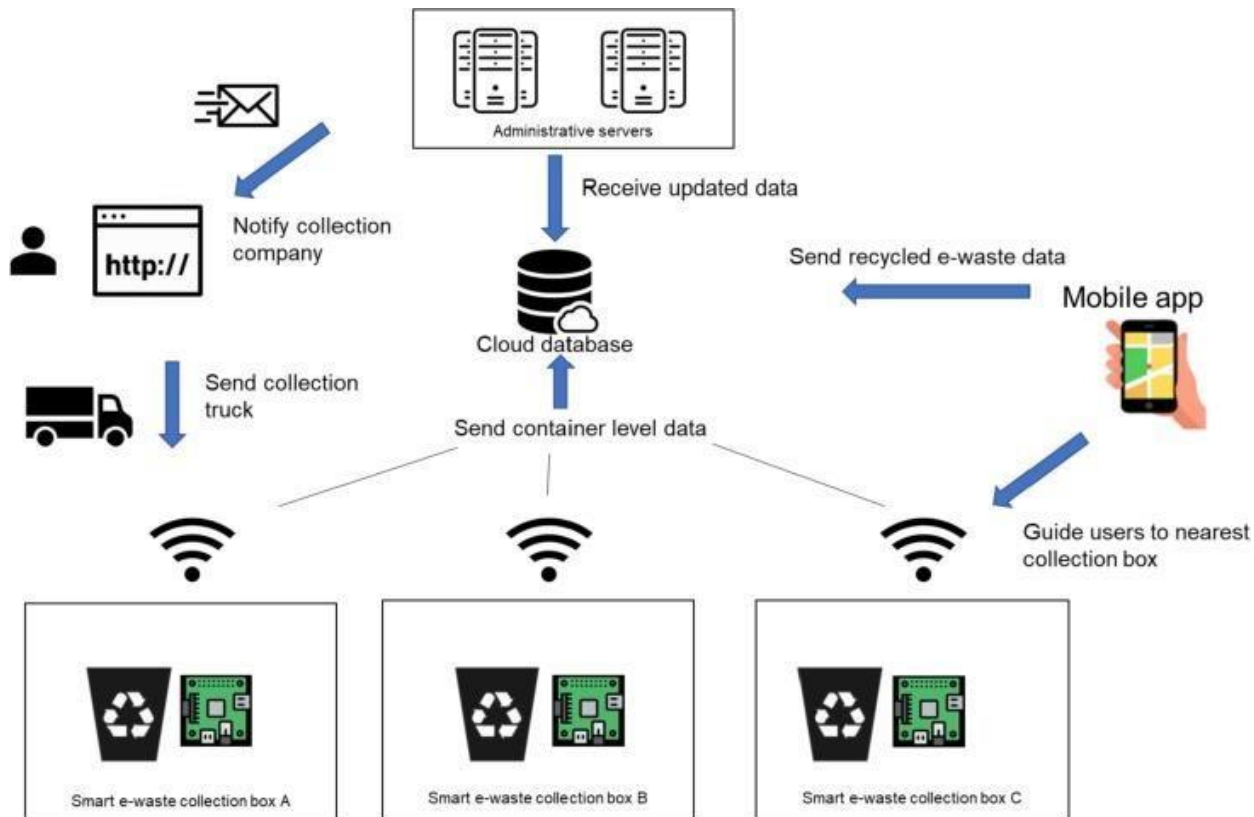 Administrative servers
Receive updated data
Notify collection
company
http://
Send recycled e-waste data
Mobile app
Cloud database
Send collection
truck
Send container level data
Guide users to nearest
collection box
Smart e-waste collection box A
Smart e-waste collection box B
Smart e-waste collection box C